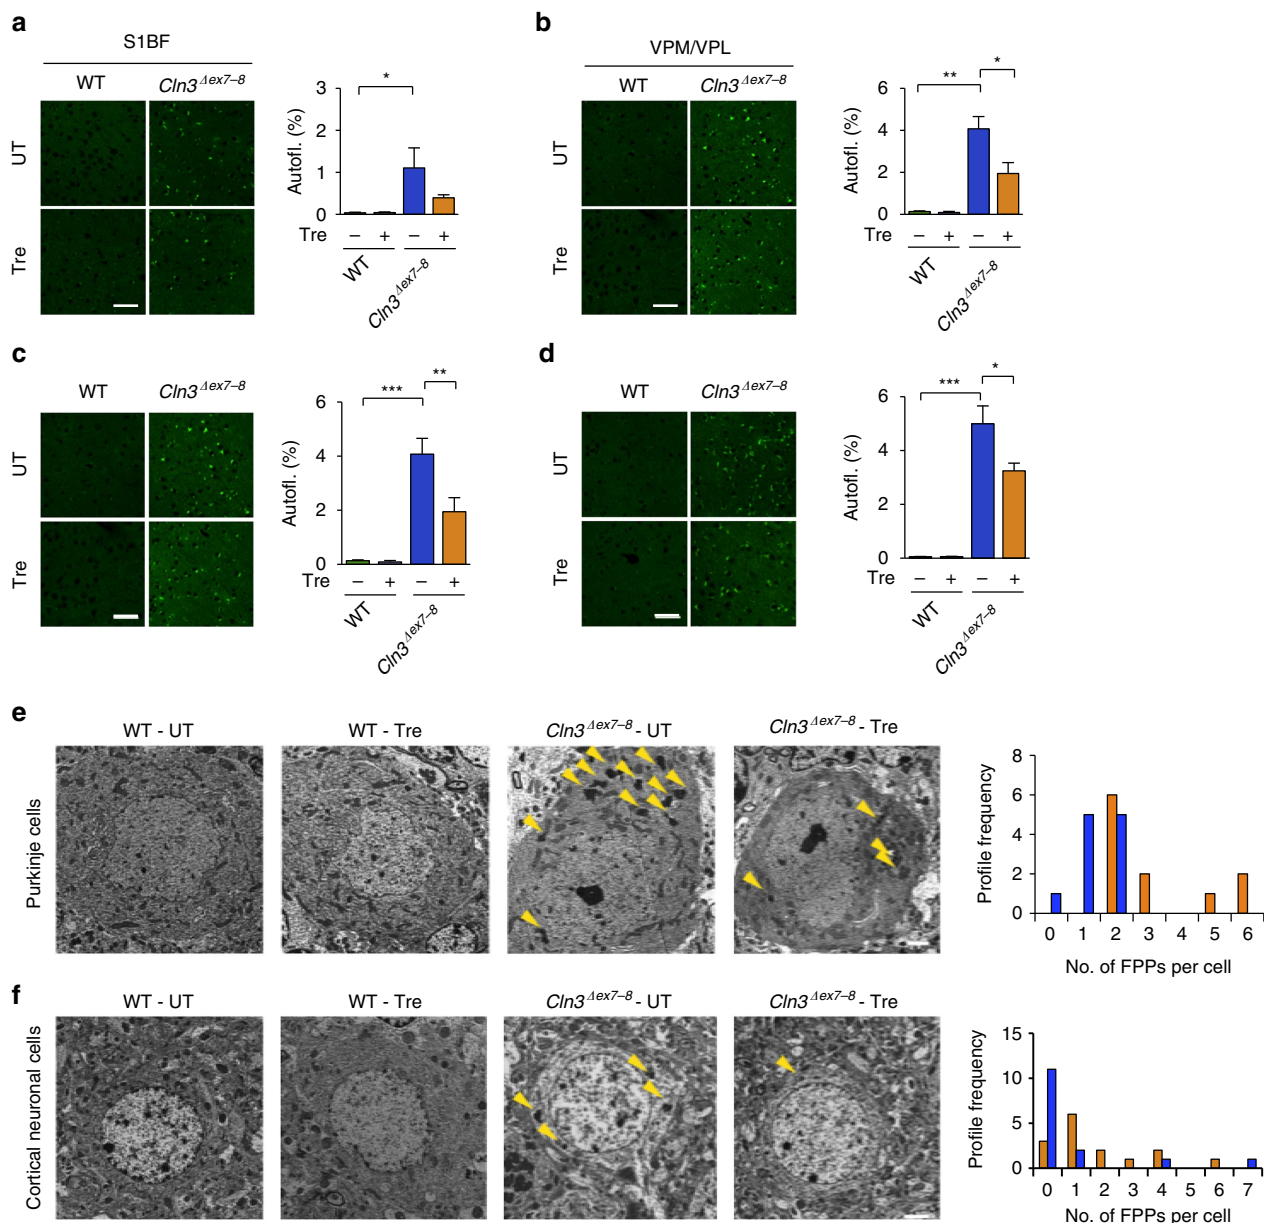 a
S1BF
WT
Cln3 Δex7–8
UT
Tre
Autofl. (%)
3
2
1
0
*
Tre – + – +
WT
Cln3 Δex7–8
b
VPM/VPL
WT
Cln3 Δex7–8
UT
Tre
Autofl. (%)
6
4
2
0
**
*
Tre – + – +
WT
Cln3 Δex7–8
c
WT
Cln3 Δex7–8
UT
Tre
Autofl. (%)
6
4
2
0
***
**
Tre – + – +
WT
Cln3 Δex7–8
d
WT
Cln3 Δex7–8
UT
Tre
Autofl. (%)
6
4
2
0
***
*
Tre – + – +
WT
Cln3 Δex7–8
e
WT - UT
WT - Tre
Cln3 Δex7–8 - UT
Cln3 Δex7–8 - Tre
Purkinje cells
Profile frequency
8
6
4
2
0
0 1 2 3 4 5 6
No. of FPPs per cell
f
WT - UT
WT - Tre
Cln3 Δex7–8 - UT
Cln3 Δex7–8 - Tre
Cortical neuronal cells
Profile frequency
15
10
5
0
0 1 2 3 4 5 6 7
No. of FPPs per cell